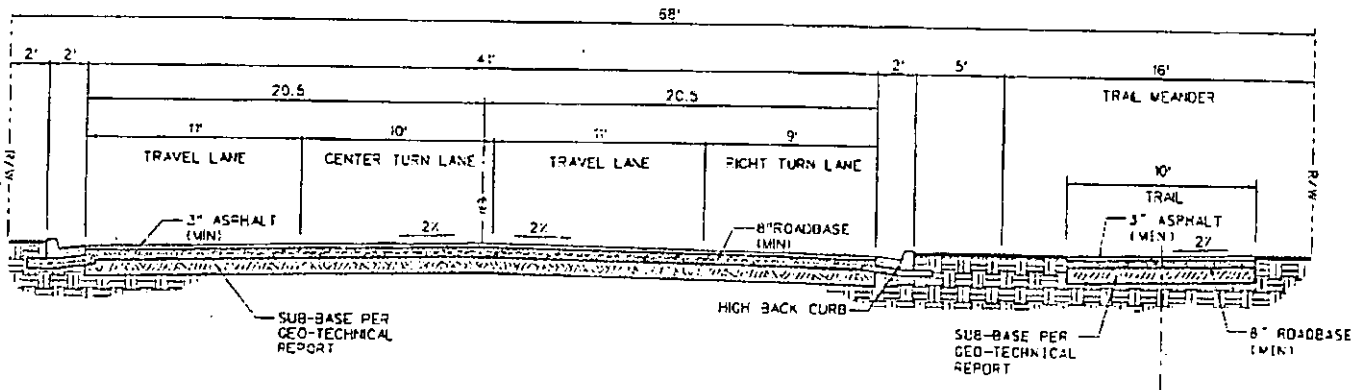 68'
2'
2'
41'
2'
5'
16'
20.5
20.5
TRAIL MEANDER
11'
10'
11'
9'
TRAVEL LANE
CENTER TURN LANE
TRAVEL LANE
RIGHT TURN LANE
10'
TRAIL
R/W
R/W
3" ASPHALT
(MIN)
2%
2%
8" ROADBASE
(MIN)
3" ASPHALT
(MIN)
2%
HIGH BACK CURB
SUB-BASE PER
GEO-TECHNICAL
REPORT
SUB-BASE PER
GEO-TECHNICAL
REPORT
8" ROADBASE
(MIN)